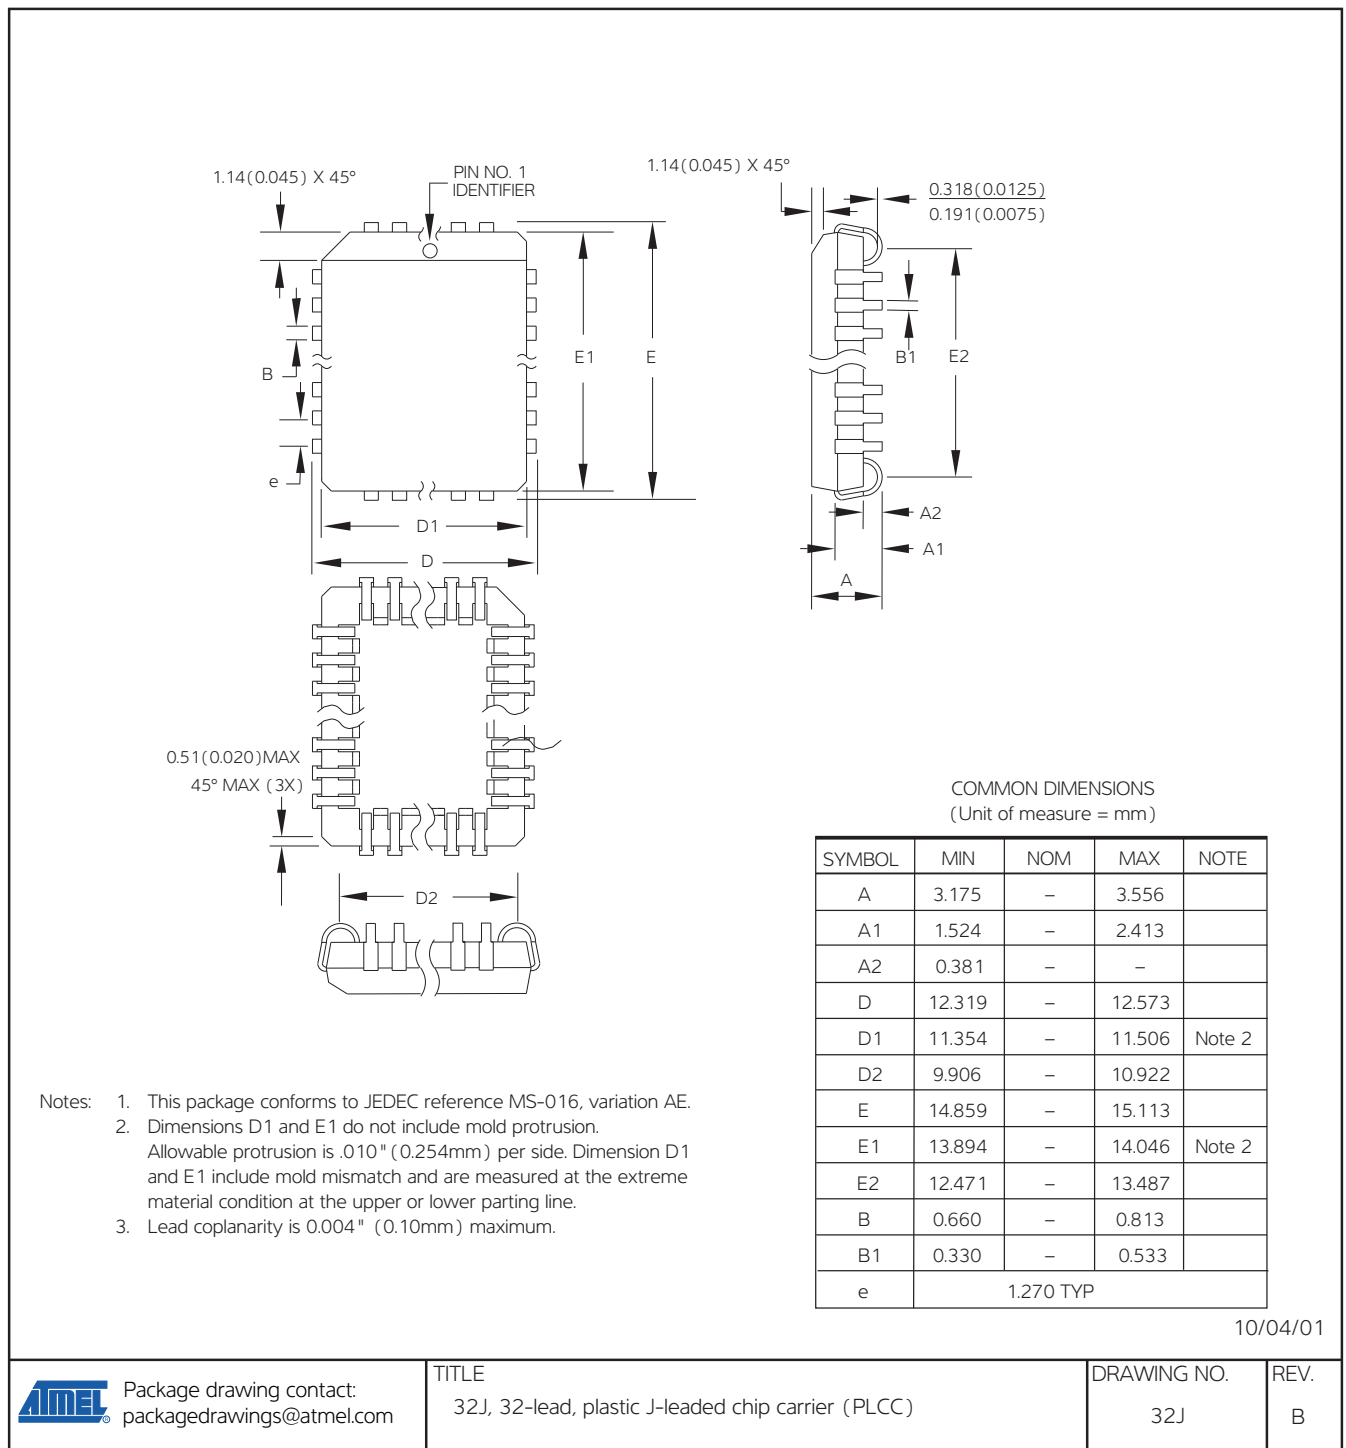 1.14(0.045) X 45°
PIN NO. 1
IDENTIFIER
1.14(0.045) X 45°
0.318(0.0125)
0.191(0.0075)
B
e
E1
E
B1
E2
D1
D
A2
A1
A
0.51(0.020)MAX
45° MAX (3X)
D2
COMMON DIMENSIONS
(Unit of measure = mm)
SYMBOL MIN NOM MAX NOTE
A 3.175 – 3.556
A1 1.524 – 2.413
A2 0.381 – –
D 12.319 – 12.573
D1 11.354 – 11.506 Note 2
D2 9.906 – 10.922
E 14.859 – 15.113
E1 13.894 – 14.046 Note 2
E2 12.471 – 13.487
B 0.660 – 0.813
B1 0.330 – 0.533
e 1.270 TYP
Notes: 1. This package conforms to JEDEC reference MS-016, variation AE.
2. Dimensions D1 and E1 do not include mold protrusion.
Allowable protrusion is .010"(0.254mm) per side. Dimension D1
and E1 include mold mismatch and are measured at the extreme
material condition at the upper or lower parting line.
3. Lead coplanarity is 0.004" (0.10mm) maximum.
10/04/01
ATMEL ®
Package drawing contact:
packagedrawings@atmel.com
TITLE
32J, 32-lead, plastic J-leaded chip carrier (PLCC)
DRAWING NO.
32J
REV.
B